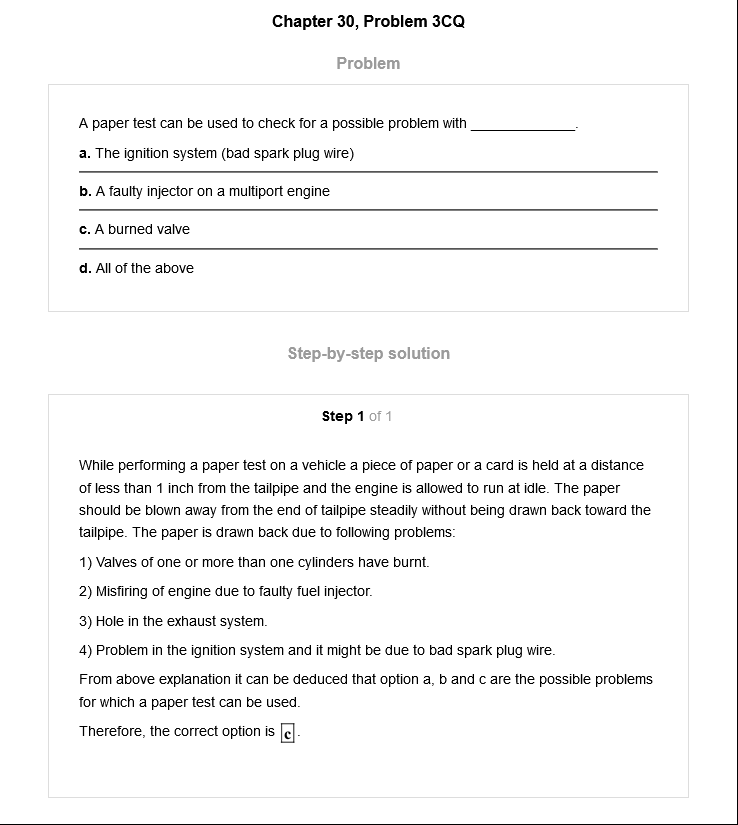 Chapter 30, Problem 3CQ
Problem
A paper test can be used to check for a possible problem with ______________.
a. The ignition system (bad spark plug wire)
b. A faulty injector on a multiport engine
c. A burned valve
d. All of the above
Step-by-step solution
Step 1 of 1
While performing a paper test on a vehicle a piece of paper or a card is held at a distance
of less than 1 inch from the tailpipe and the engine is allowed to run at idle. The paper
should be blown away from the end of tailpipe steadily without being drawn back toward the
tailpipe. The paper is drawn back due to following problems:
1) Valves of one or more than one cylinders have burnt.
2) Misfiring of engine due to faulty fuel injector.
3) Hole in the exhaust system.
4) Problem in the ignition system and it might be due to bad spark plug wire.
From above explanation it can be deduced that option a, b and c are the possible problems
for which a paper test can be used.
Therefore, the correct option is c.